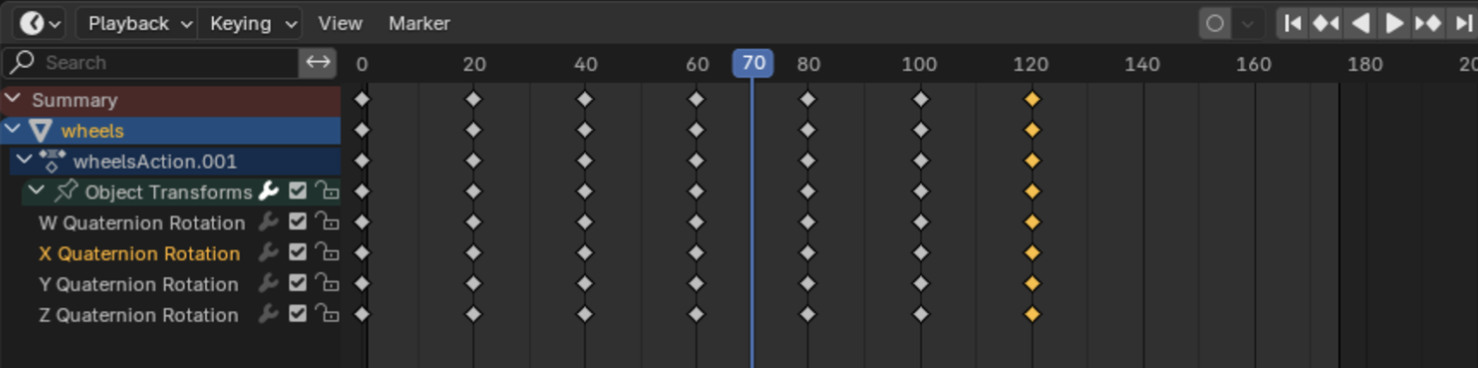 Playback Keying View Marker
Search 0 20 40 60 70 80 100 120 140 160 180 20
Summary
wheels
wheelsAction.001
Object Transforms
W Quaternion Rotation
X Quaternion Rotation
Y Quaternion Rotation
Z Quaternion Rotation